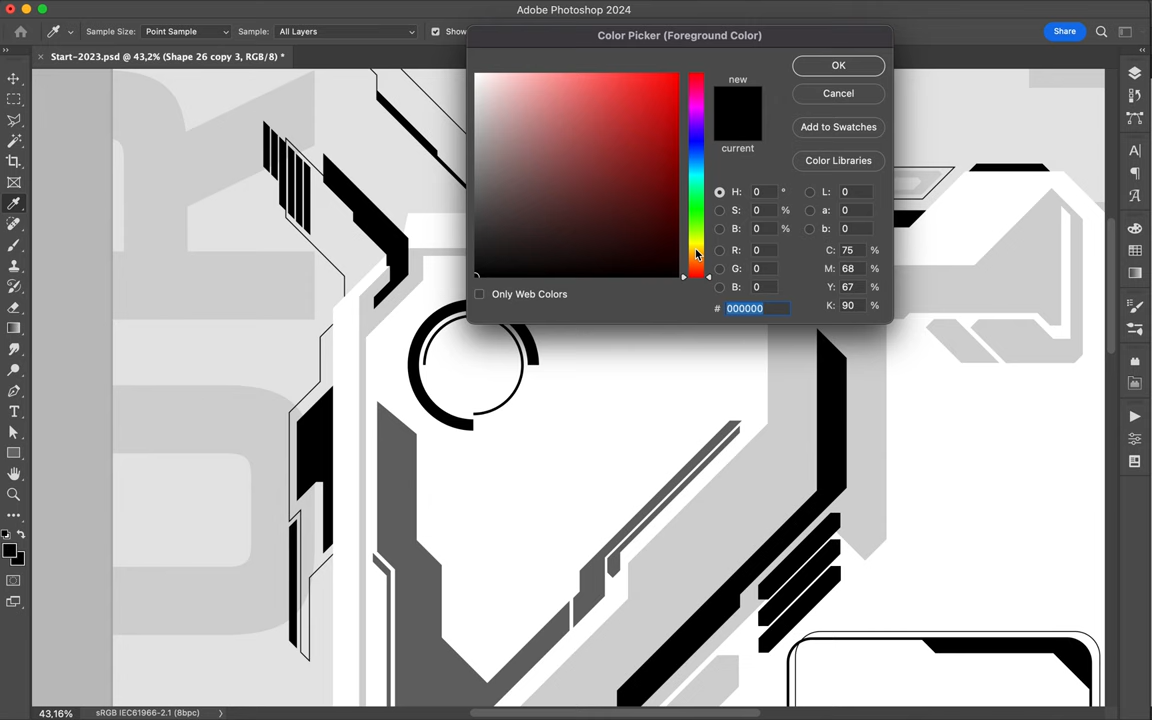 Adobe Photoshop 2024
Sample Size: Point Sample Sample: All Layers Show
Share
× Start-2023.psd @ 43,2% (Shape 26 copy 3, RGB/8) *
Color Picker (Foreground Color)
new
current
OK
Cancel
Add to Swatches
Color Libraries
H: 0 ° L: 0
S: 0 % a: 0
B: 0 % b: 0
R: 0 C: 75 %
G: 0 M: 68 %
B: 0 Y: 67 %
# 000000 K: 90 %
Only Web Colors
43,16% sRGB IEC61966-2.1 (8bpc)